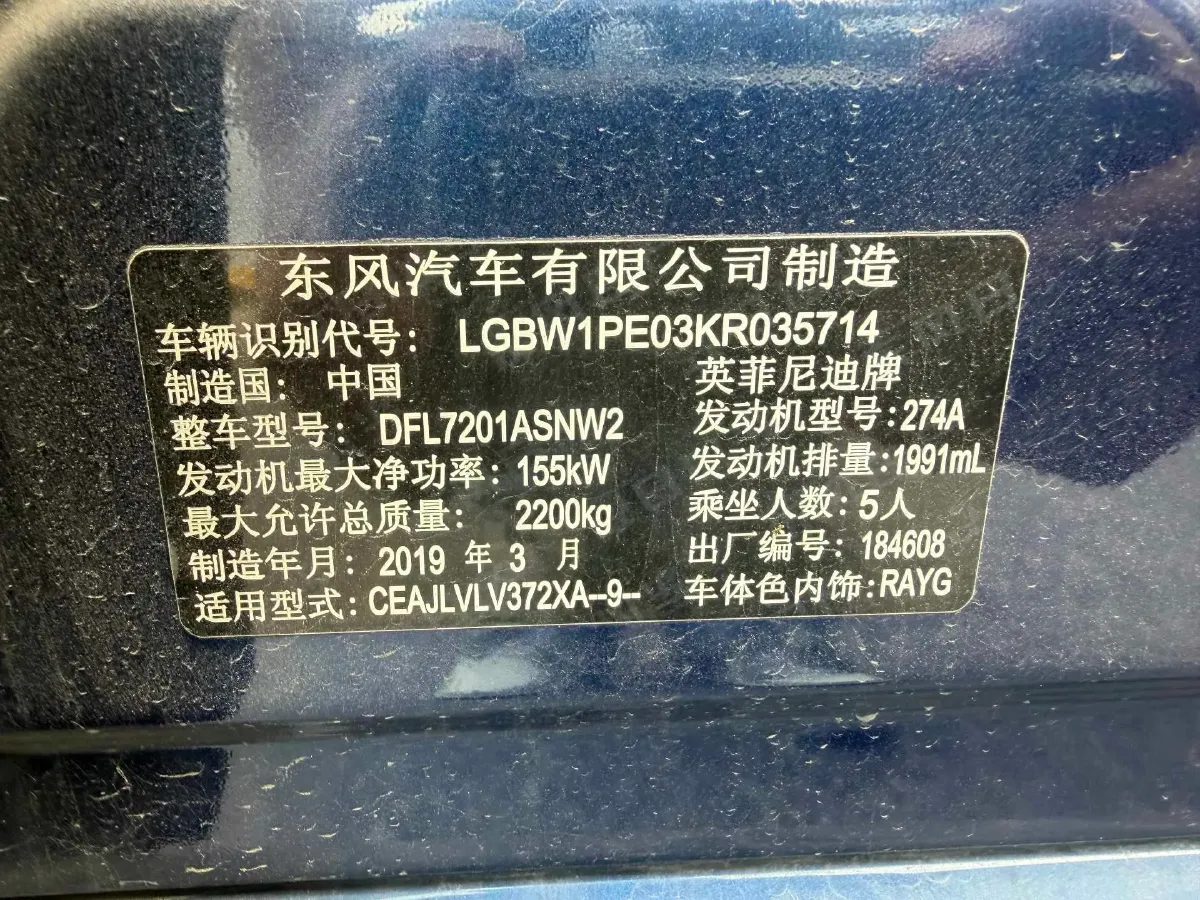 东风汽车有限公司制造
车辆识别代号: LGBW1PE03KR035714
制造国: 中国 英菲尼迪牌
整车型号: DFL7201ASNW2 发动机型号:274A
发动机最大净功率:155kW 发动机排量:1991mL
最大允许总质量: 2200kg 乘坐人数:5人
制造年月: 2019 年 3 月 出厂编号: 184608
适用型式: CEAJLVLV372XA--9-- 车体色内饰:RAYG